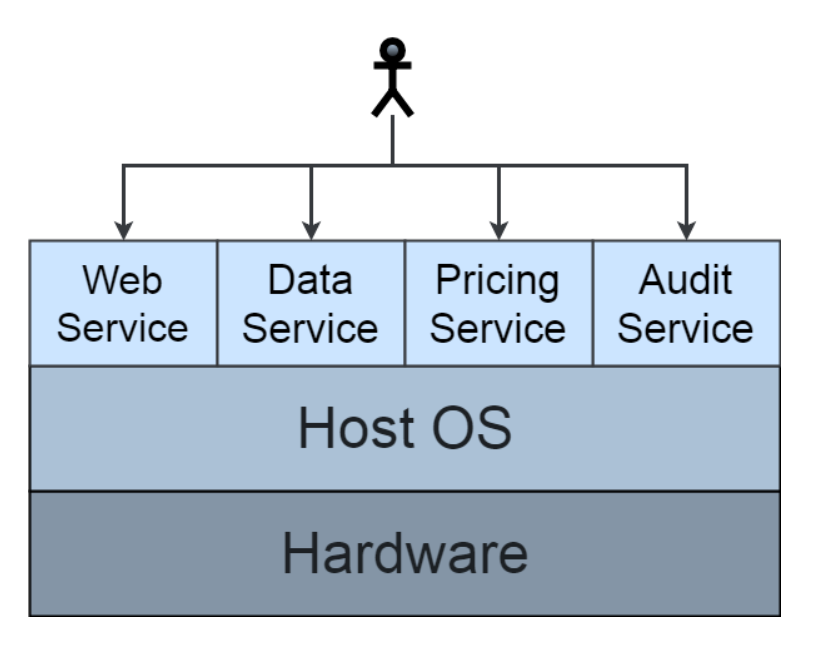 Web
Service
Data
Service
Pricing
Service
Audit
Service
Host OS
Hardware